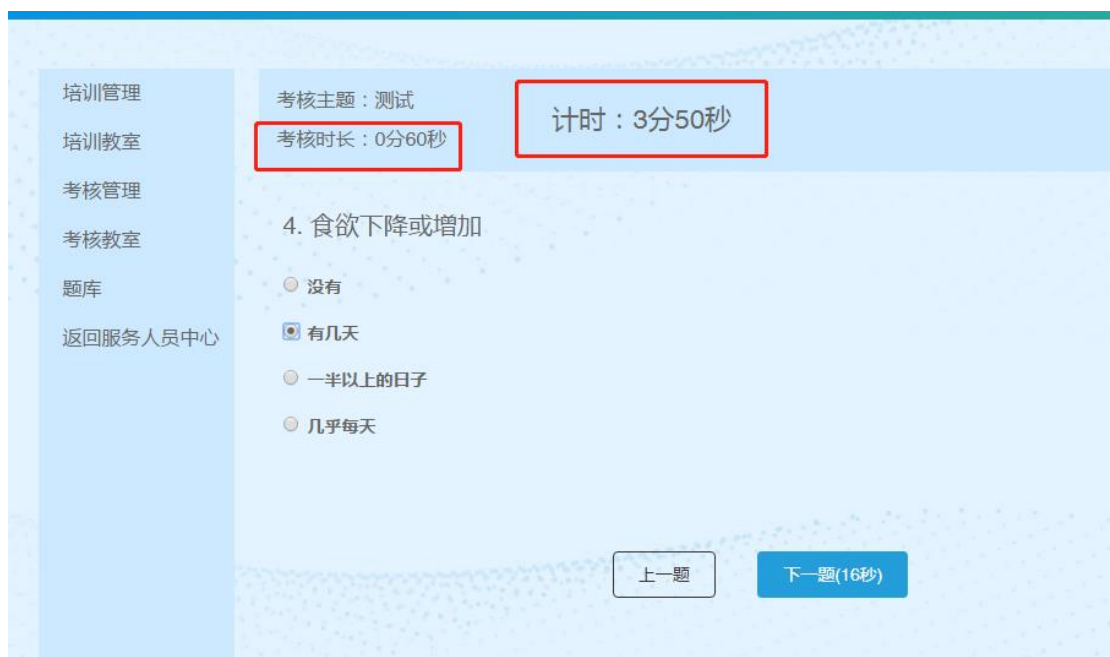 培训管理
培训教室
考核管理
考核教室
题库
返回服务人员中心
考核主题：测试
考核时长：0分60秒
计时：3分50秒
4. 食欲下降或增加
没有
有几天
一半以上的日子
几乎每天
上一题
下一题(16秒)